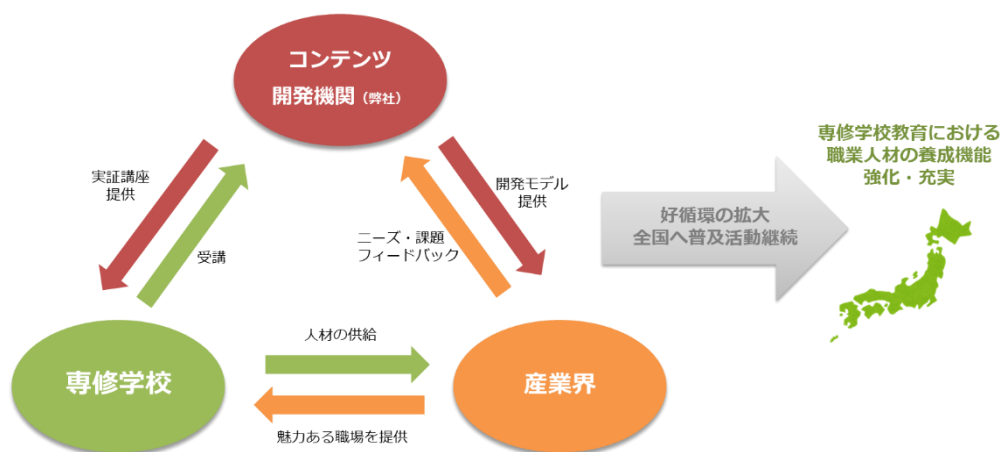 コンテンツ
開発機関（弊社）
専修学校教育における
職業人材の養成機能
強化・充実
実証講座
提供
受講
開発モデル
提供
ニーズ・課題
フィードバック
好循環の拡大
全国へ普及活動継続
人材の供給
専修学校
産業界
魅力ある職場を提供